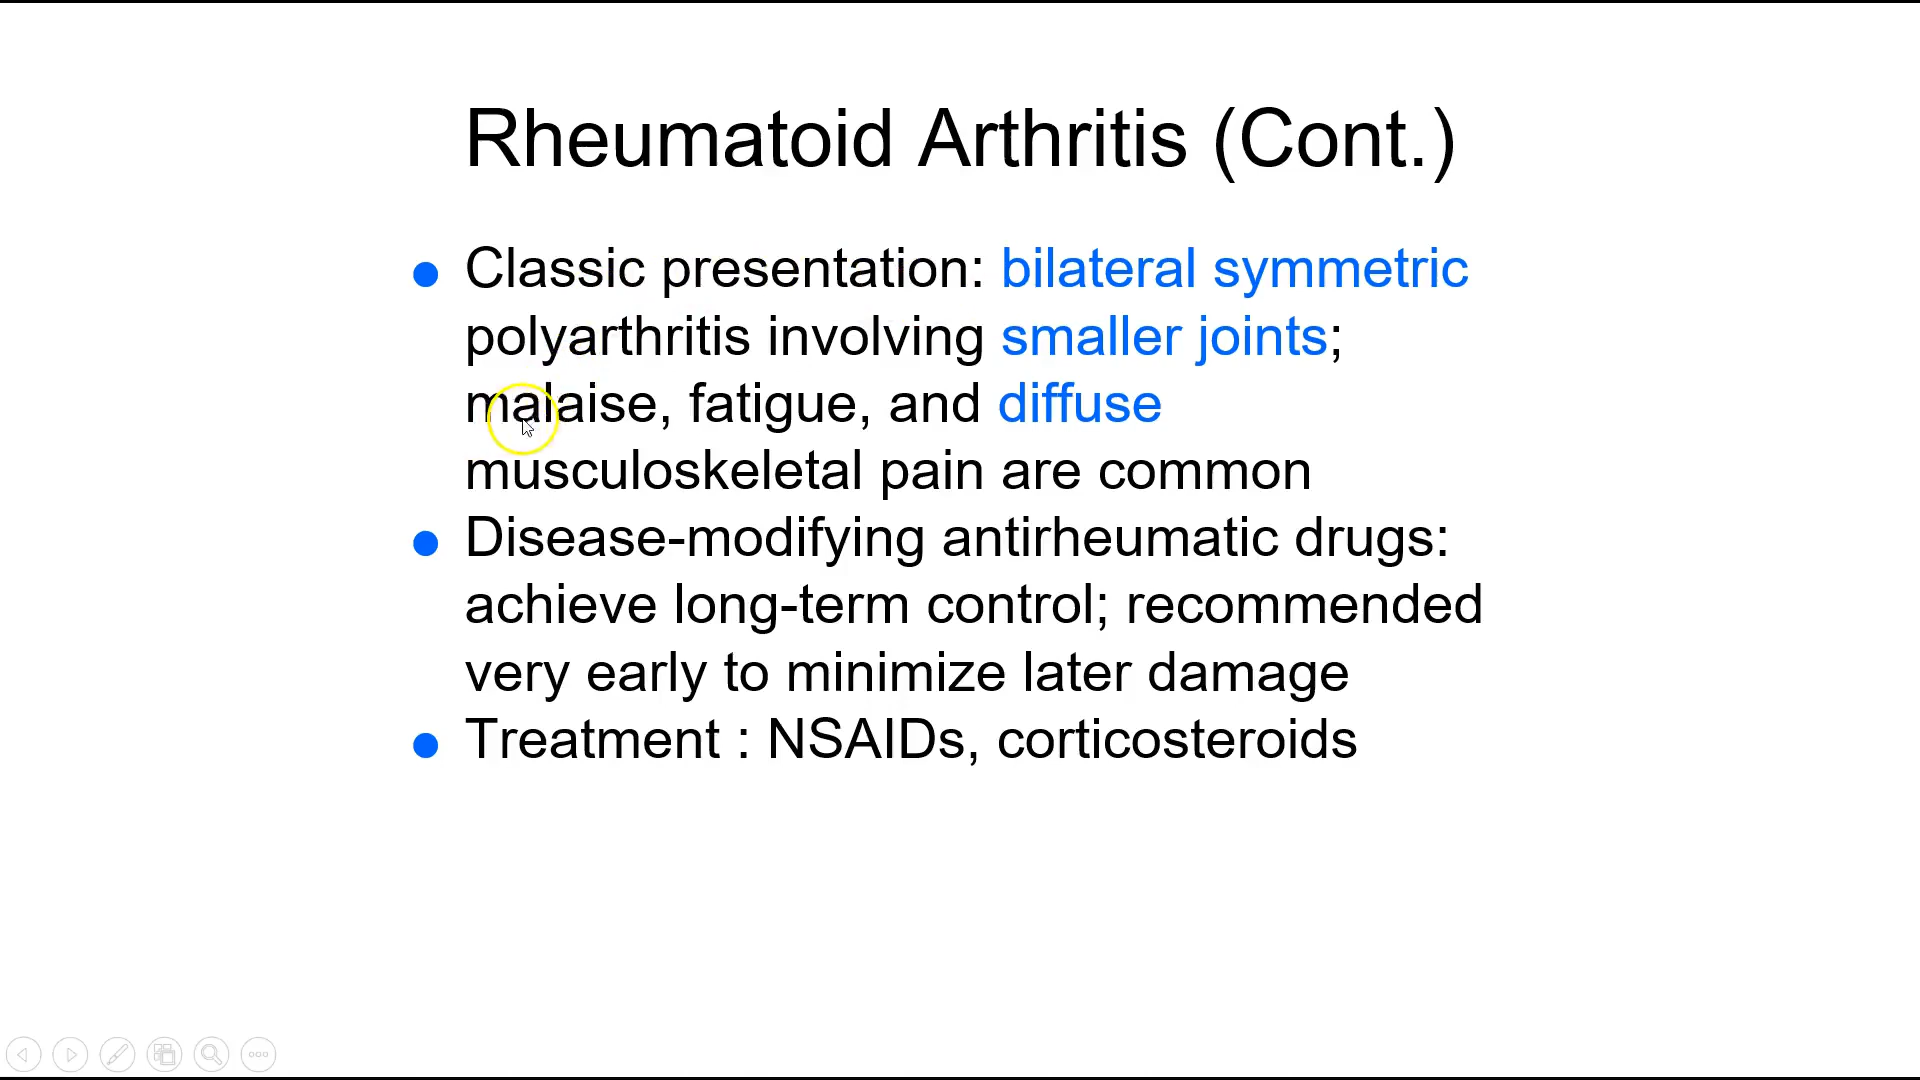 Rheumatoid Arthritis (Cont.)
Classic presentation: bilateral symmetric
polyarthritis involving smaller joints;
malaise, fatigue, and diffuse
musculoskeletal pain are common
Disease-modifying antirheumatic drugs:
achieve long-term control; recommended
very early to minimize later damage
Treatment : NSAIDs, corticosteroids